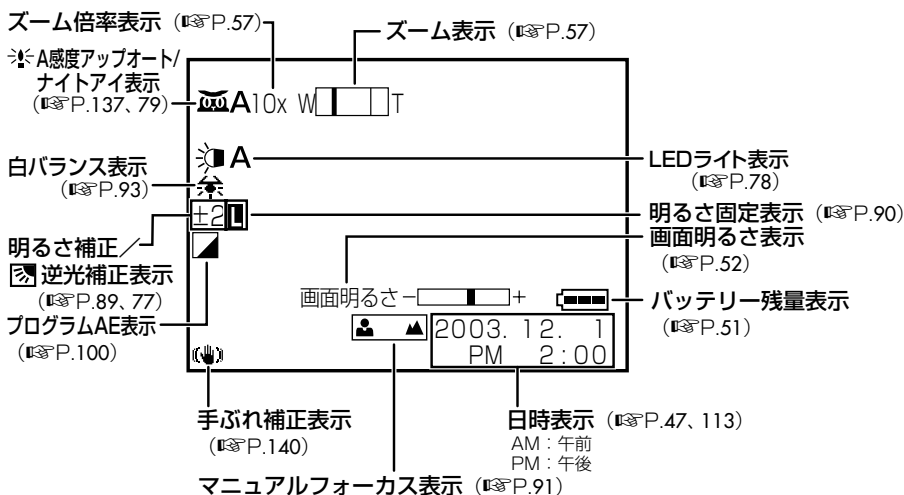 ズーム倍率表示（☞P.57）
ズーム表示（☞P.57）
A感度アップオート/
ナイトアイ表示
（☞P.137、79）
A10x W T
A
白バランス表示
（☞P.93）
LEDライト表示
（☞P.78）
±2 L
明るさ固定表示（☞P.90）
明るさ補正／
逆光補正表示
（☞P.89、77）
画面明るさ表示
（☞P.52）
画面明るさ－ +
バッテリー残量表示
（☞P.51）
プログラムAE表示
（☞P.100）
2003. 12. 1
PM 2:00
手ぶれ補正表示
（☞P.140）
日時表示（☞P.47、113）
AM：午前
PM：午後
マニュアルフォーカス表示（☞P.91）